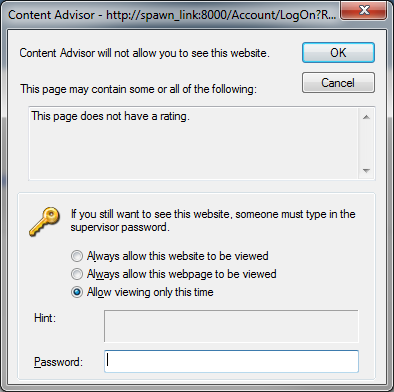 Content Advisor - http://spawn_link:8000/Account/LogOn?R...
Content Advisor will not allow you to see this website.
OK
Cancel
This page may contain some or all of the following:
This page does not have a rating.
If you still want to see this website, someone must type in the
supervisor password.
Always allow this website to be viewed
Always allow this webpage to be viewed
Allow viewing only this time
Hint:
Password: